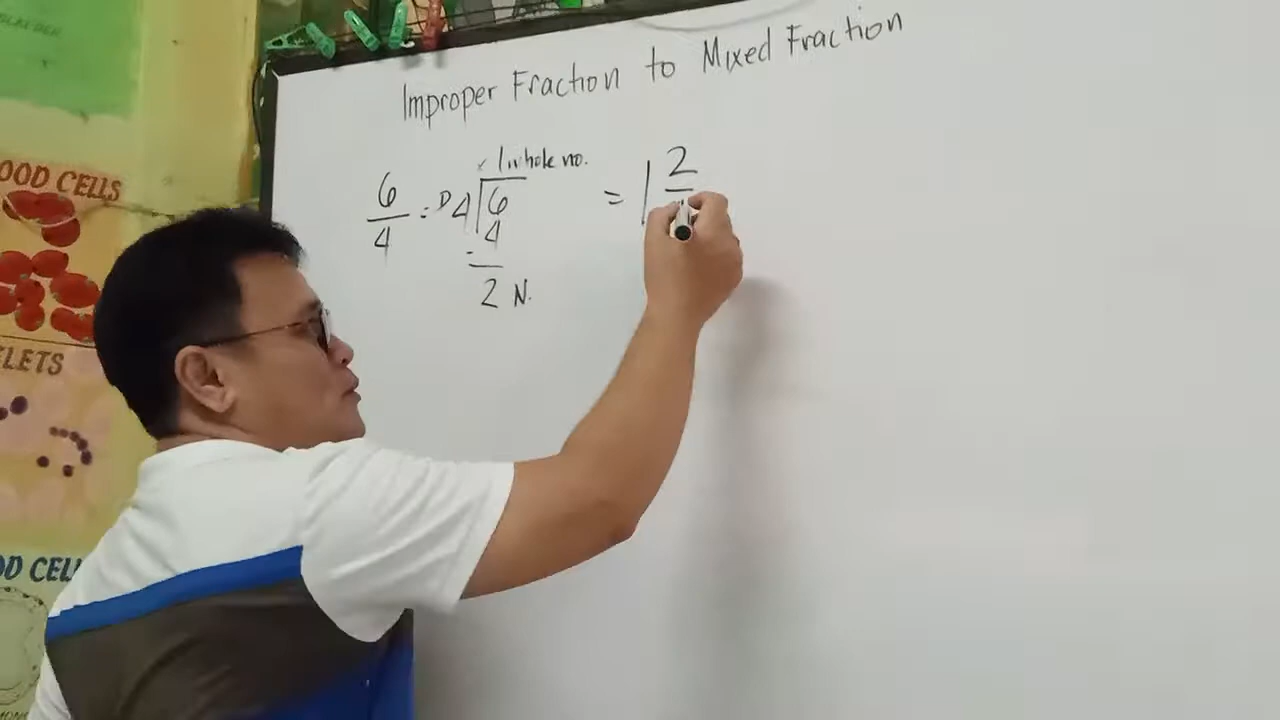 Improper Fraction to Mixed Fraction
1 whole no.
6/4 = D 4√6 = 1 2/
- 4
2 N.
OOD CELLS
ELETS
OD CELL